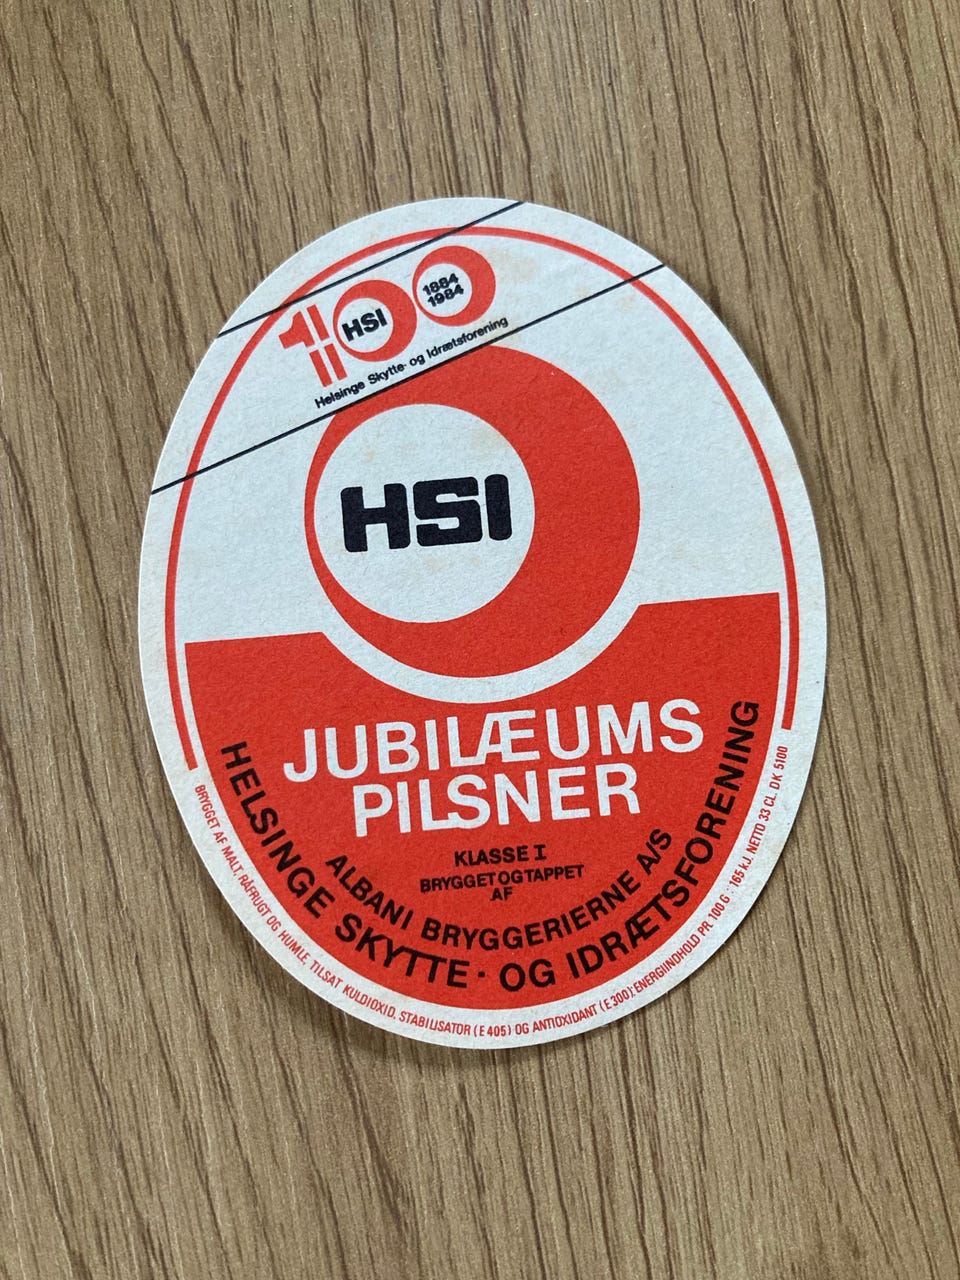 100
HSI
1884
1984
Helsinge Skytte- og Idrætsforening
HSI
JUBILÆUMS
PILSNER
KLASSE I
BRYGGET OG TAPPET
AF
ALBANI BRYGGERIERNE A/S
HELSINGE SKYTTE- OG IDRÆTSFORENING
BRYGGET AF MALT, RÅFRUGT OG HUMLE, TILSAT KULDIOXID, STABILISATOR (E 405) OG ANTIOXIDANT (E 300); ENERGIINDHOLD PR. 100 G : 165 kJ. NETTO 33 CL. DK 5100